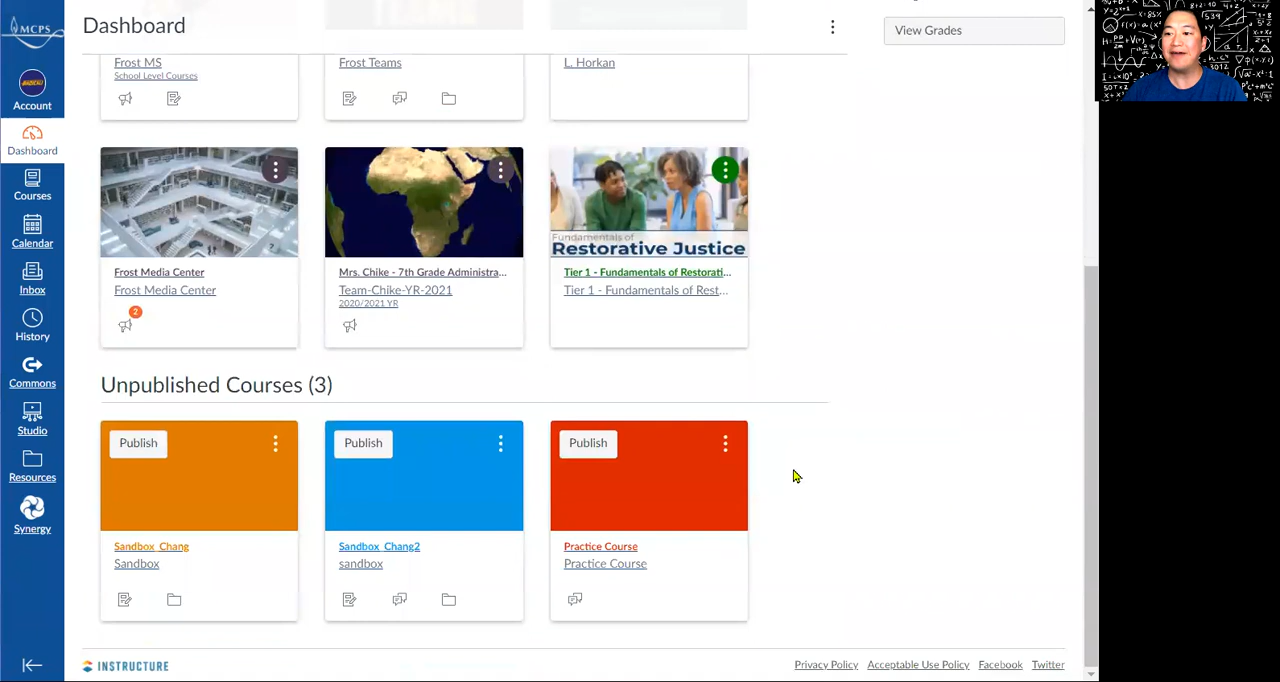 MCPS
Account
Dashboard
Courses
Calendar
Inbox
History
Commons
Studio
Resources
Synergy
Dashboard
View Grades
Frost MS
School Level Courses
Frost Teams
L. Horkan
Fundamentals of
Restorative Justice
Frost Media Center
Frost Media Center
2
Mrs. Chike - 7th Grade Administra...
Team-Chike-YR-2021
2020/2021 YR
Tier 1 - Fundamentals of Restorati...
Tier 1 - Fundamentals of Rest...
Unpublished Courses (3)
Publish
Publish
Publish
Sandbox_Chang
Sandbox
Sandbox_Chang2
sandbox
Practice Course
Practice Course
INSTRUCTURE
Privacy Policy
Acceptable Use Policy
Facebook
Twitter